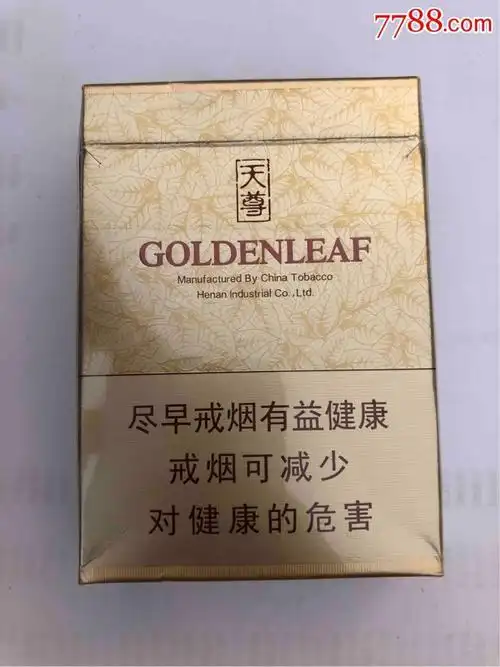 7788.com
天尊
GOLDENLEAF
Manufactured By China Tobacco
Henan Industrial Co.,Ltd.
尽早戒烟有益健康
戒烟可减少
对健康的危害